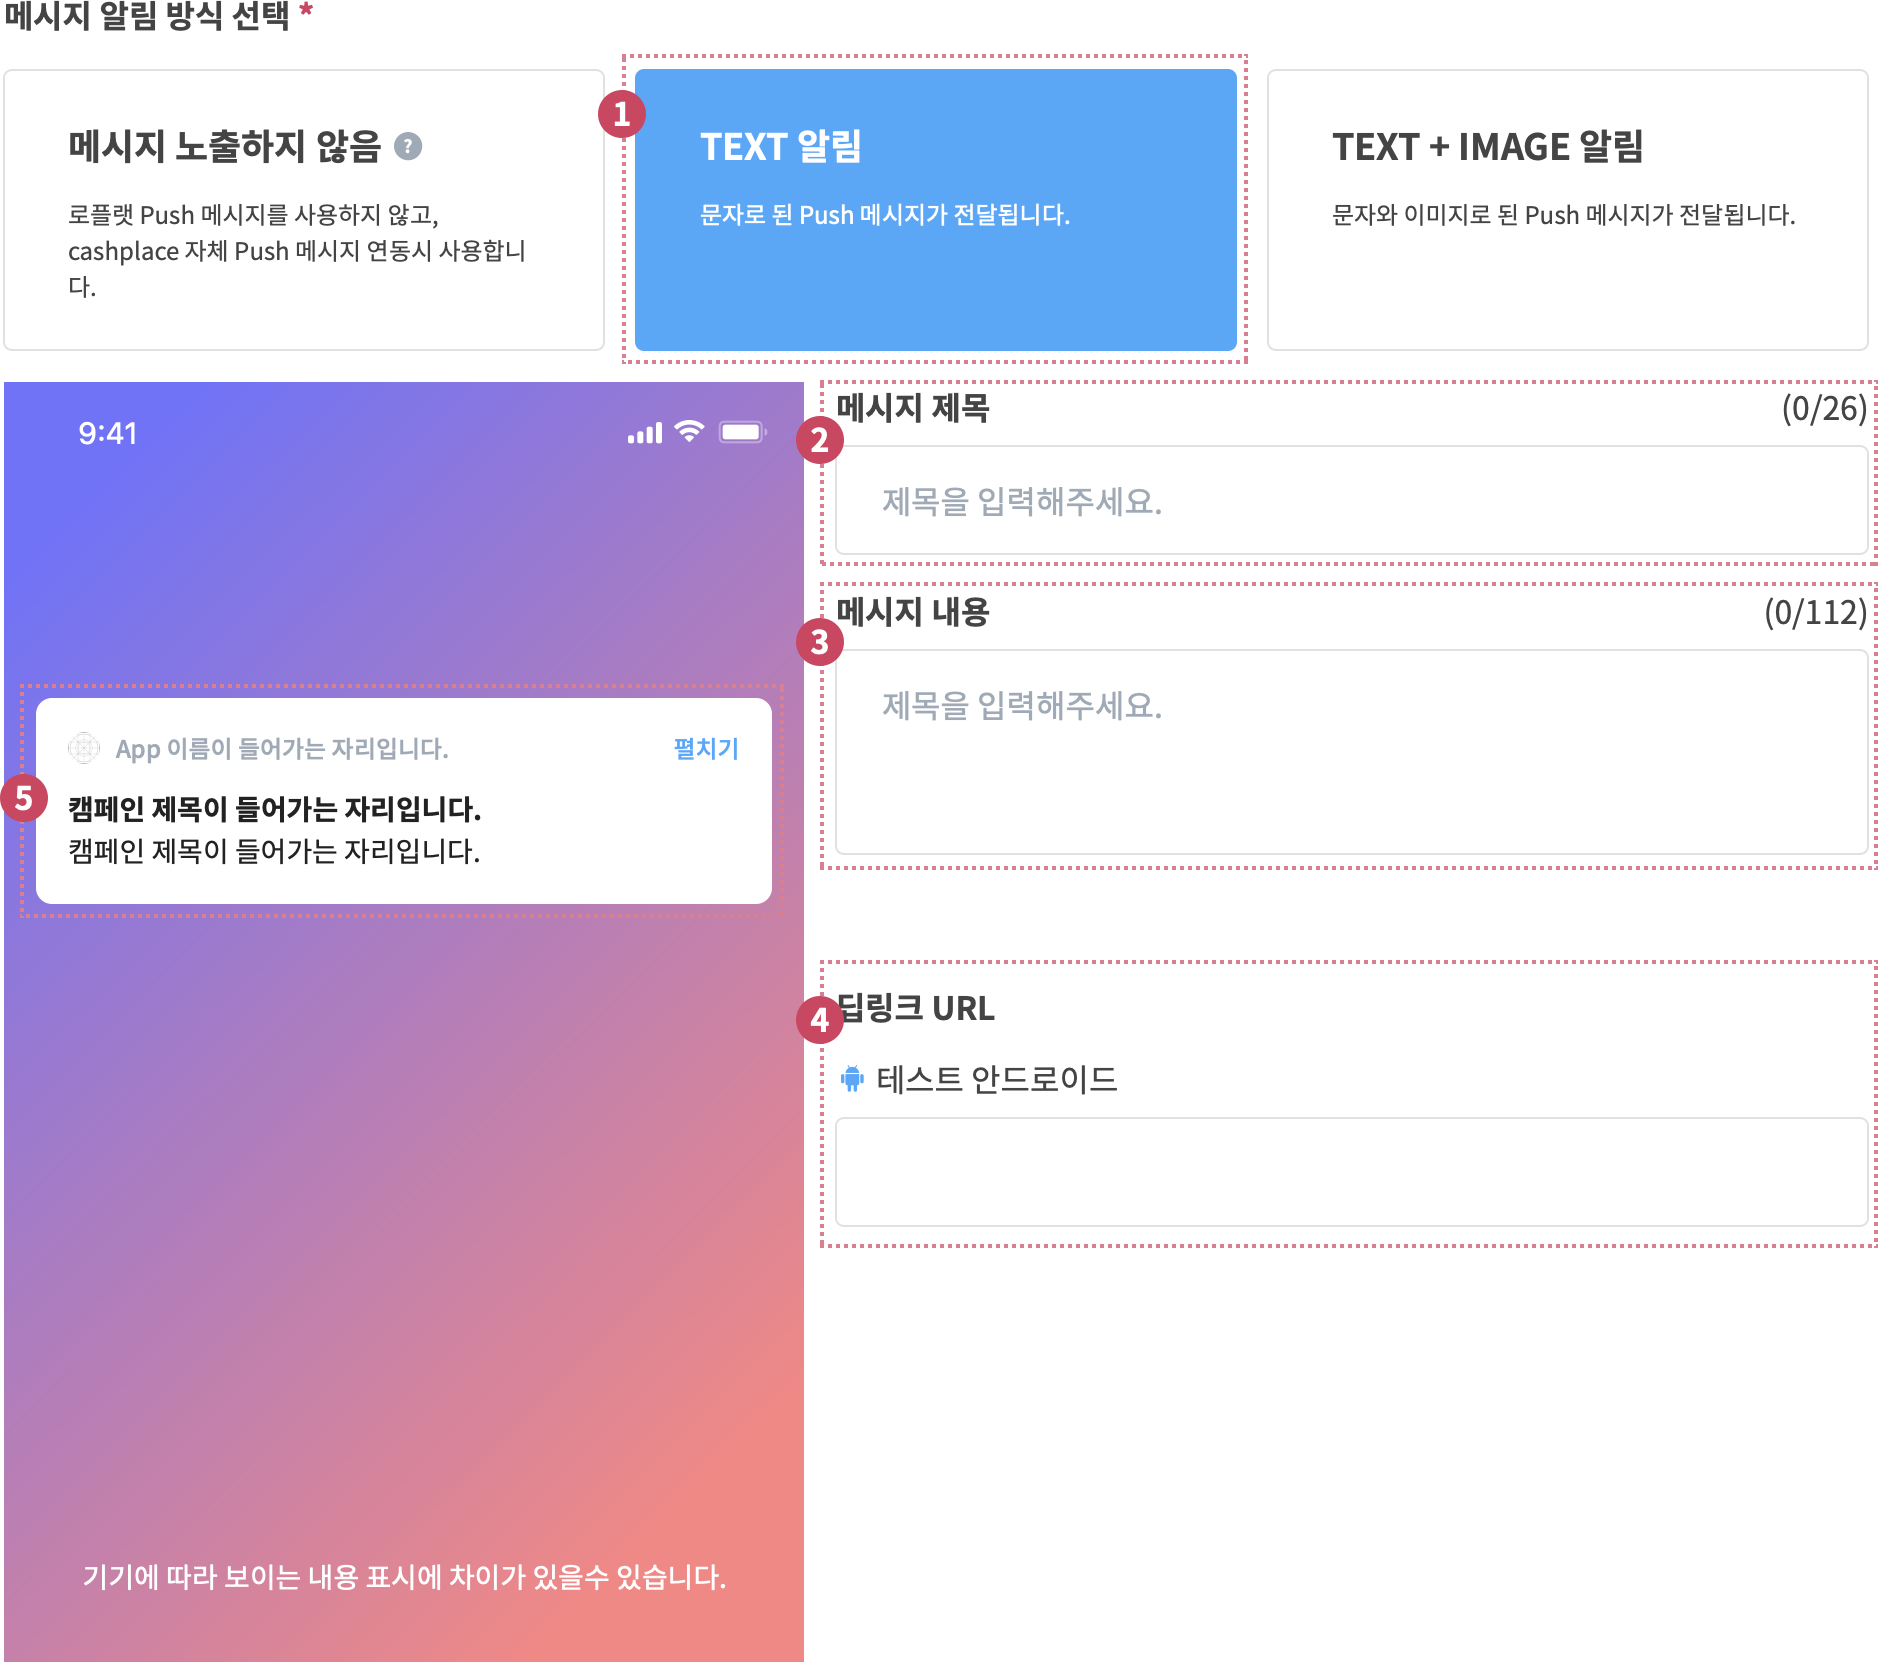 메시지 알림 방식 선택 *
메시지 노출하지 않음 ?
로플랫 Push 메시지를 사용하지 않고,
cashplace 자체 Push 메시지 연동시 사용합니
다.
1
TEXT 알림
문자로 된 Push 메시지가 전달됩니다.
TEXT + IMAGE 알림
문자와 이미지로 된 Push 메시지가 전달됩니다.
9:41
5
App 이름이 들어가는 자리입니다.
펼치기
캠페인 제목이 들어가는 자리입니다.
캠페인 제목이 들어가는 자리입니다.
기기에 따라 보이는 내용 표시에 차이가 있을수 있습니다.
2
메시지 제목
(0/26)
제목을 입력해주세요.
3
메시지 내용
(0/112)
제목을 입력해주세요.
4
딥링크 URL
테스트 안드로이드